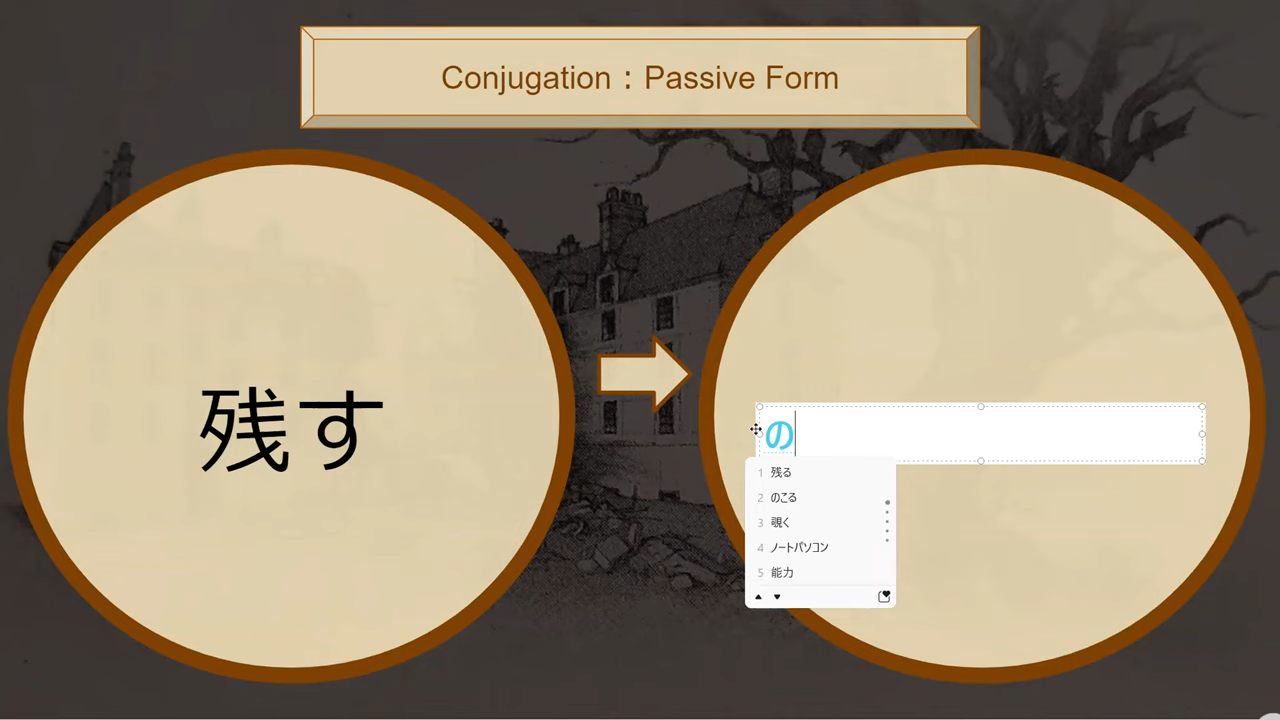 Conjugation：Passive Form
残す
の
1 残る
2 のこる
3 覗く
4 ノートパソコン
5 能力